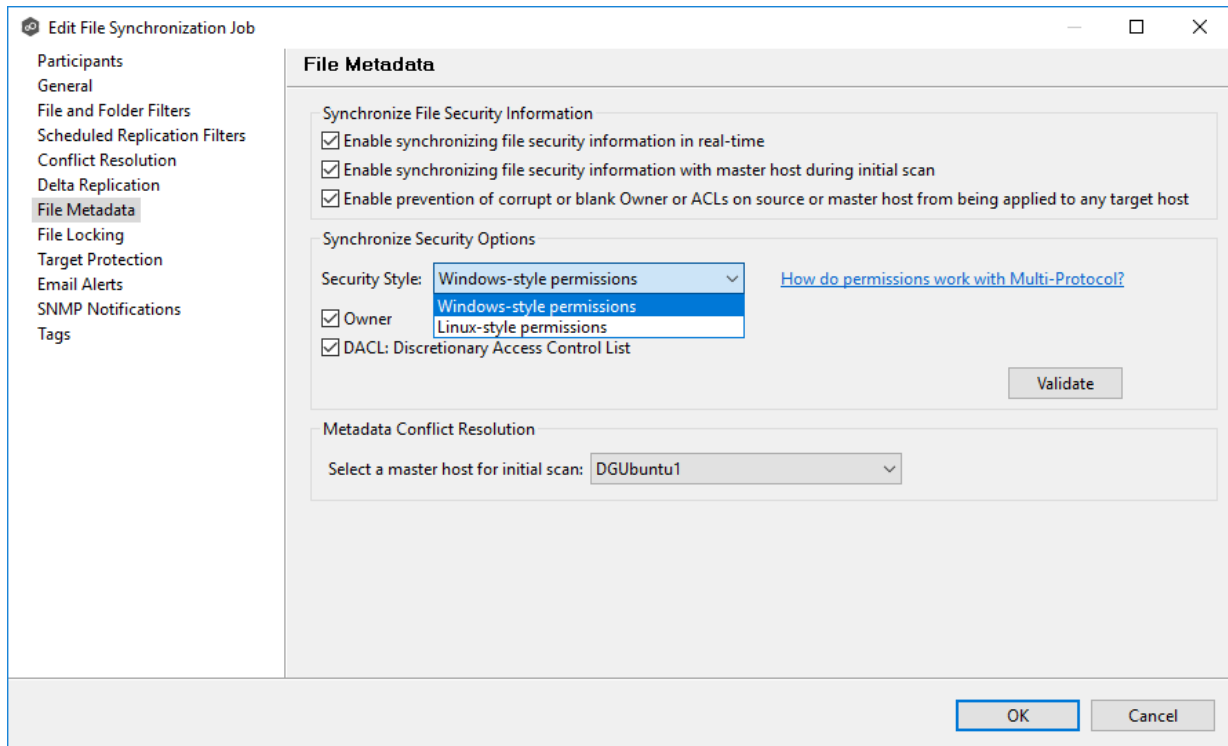 Edit File Synchronization Job
Participants
General
File and Folder Filters
Scheduled Replication Filters
Conflict Resolution
Delta Replication
File Metadata
File Locking
Target Protection
Email Alerts
SNMP Notifications
Tags
File Metadata
Synchronize File Security Information
Enable synchronizing file security information in real-time
Enable synchronizing file security information with master host during initial scan
Enable prevention of corrupt or blank Owner or ACLs on source or master host from being applied to any target host
Synchronize Security Options
Security Style: Windows-style permissions How do permissions work with Multi-Protocol?
Windows-style permissions
Owner
Linux-style permissions
DACL: Discretionary Access Control List
Validate
Metadata Conflict Resolution
Select a master host for initial scan: DGUbuntu1
OK Cancel